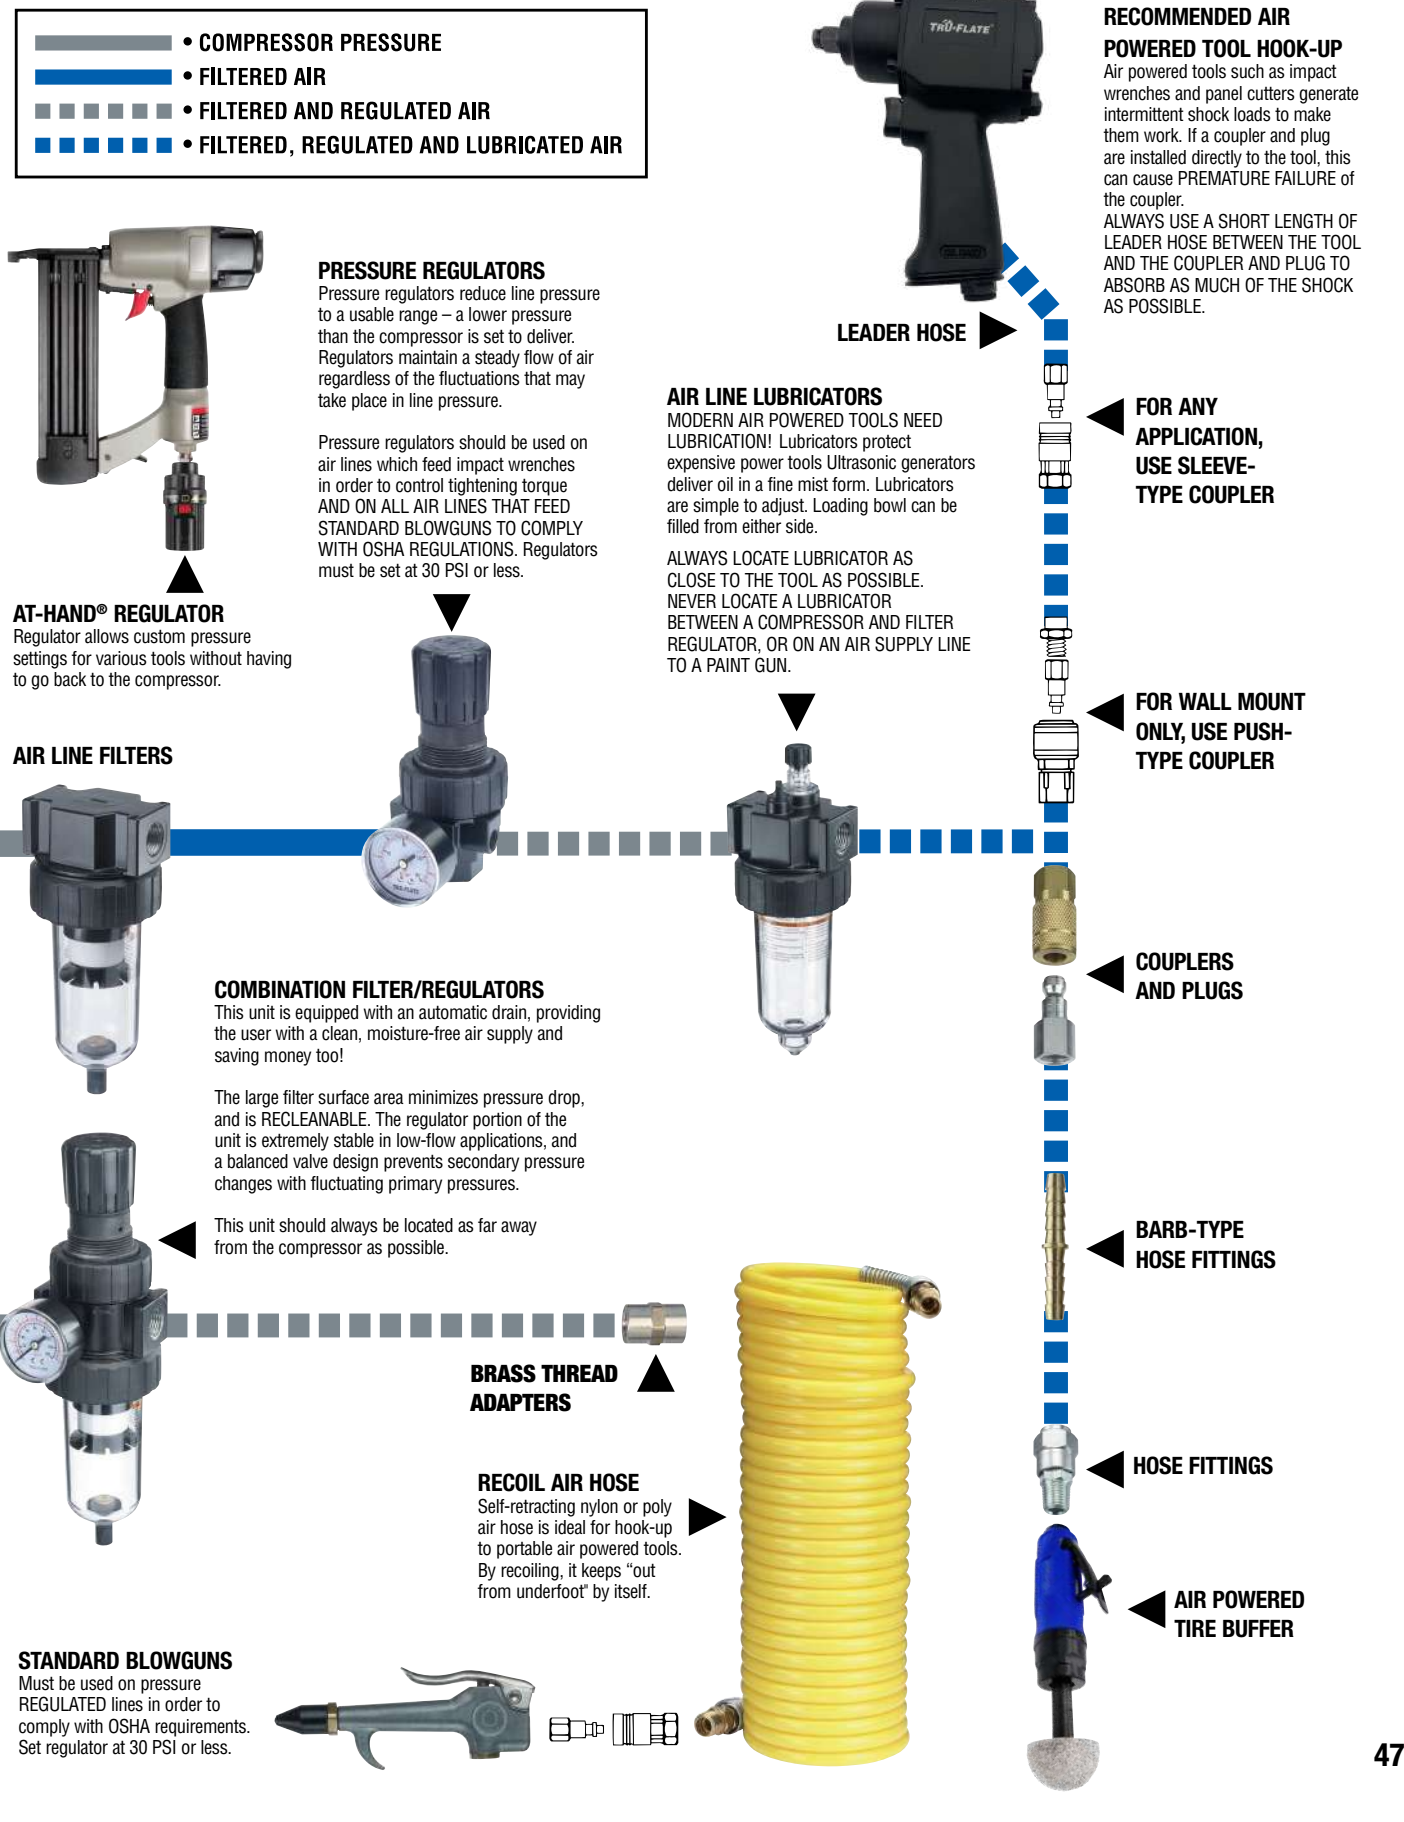 • COMPRESSOR PRESSURE
• FILTERED AIR
• FILTERED AND REGULATED AIR
• FILTERED, REGULATED AND LUBRICATED AIR
TRU-FLATE
RECOMMENDED AIR
POWERED TOOL HOOK-UP
Air powered tools such as impact
wrenches and panel cutters generate
intermittent shock loads to make
them work. If a coupler and plug
are installed directly to the tool, this
can cause PREMATURE FAILURE of
the coupler.
ALWAYS USE A SHORT LENGTH OF
LEADER HOSE BETWEEN THE TOOL
AND THE COUPLER AND PLUG TO
ABSORB AS MUCH OF THE SHOCK
AS POSSIBLE.
PRESSURE REGULATORS
Pressure regulators reduce line pressure
to a usable range – a lower pressure
than the compressor is set to deliver.
Regulators maintain a steady flow of air
regardless of the fluctuations that may
take place in line pressure.
Pressure regulators should be used on
air lines which feed impact wrenches
in order to control tightening torque
AND ON ALL AIR LINES THAT FEED
STANDARD BLOWGUNS TO COMPLY
WITH OSHA REGULATIONS. Regulators
must be set at 30 PSI or less.
LEADER HOSE
AIR LINE LUBRICATORS
MODERN AIR POWERED TOOLS NEED
LUBRICATION! Lubricators protect
expensive power tools Ultrasonic generators
deliver oil in a fine mist form. Lubricators
are simple to adjust. Loading bowl can be
filled from either side.
ALWAYS LOCATE LUBRICATOR AS
CLOSE TO THE TOOL AS POSSIBLE.
NEVER LOCATE A LUBRICATOR
BETWEEN A COMPRESSOR AND FILTER
REGULATOR, OR ON AN AIR SUPPLY LINE
TO A PAINT GUN.
FOR ANY
APPLICATION,
USE SLEEVE-
TYPE COUPLER
AT-HAND® REGULATOR
Regulator allows custom pressure
settings for various tools without having
to go back to the compressor.
FOR WALL MOUNT
ONLY, USE PUSH-
TYPE COUPLER
AIR LINE FILTERS
TRU-FLATE
COUPLERS
AND PLUGS
COMBINATION FILTER/REGULATORS
This unit is equipped with an automatic drain, providing
the user with a clean, moisture-free air supply and
saving money too!
The large filter surface area minimizes pressure drop,
and is RECLEANABLE. The regulator portion of the
unit is extremely stable in low-flow applications, and
a balanced valve design prevents secondary pressure
changes with fluctuating primary pressures.
This unit should always be located as far away
from the compressor as possible.
BARB-TYPE
HOSE FITTINGS
BRASS THREAD
ADAPTERS
HOSE FITTINGS
RECOIL AIR HOSE
Self-retracting nylon or poly
air hose is ideal for hook-up
to portable air powered tools.
By recoiling, it keeps “out
from underfoot" by itself.
AIR POWERED
TIRE BUFFER
STANDARD BLOWGUNS
Must be used on pressure
REGULATED lines in order to
comply with OSHA requirements.
Set regulator at 30 PSI or less.
47